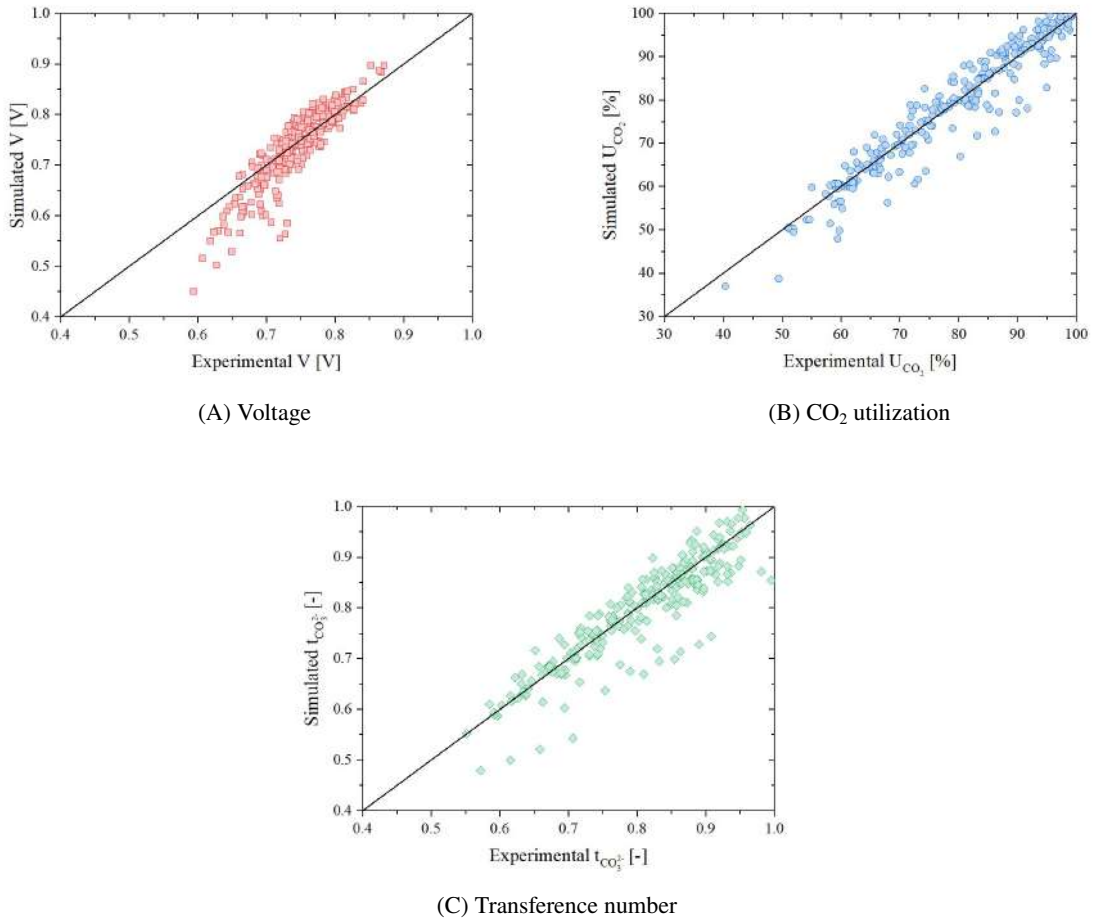 1.0
0.9
0.8
0.7
0.6
0.5
0.4
Simulated V [V]
0.4 0.5 0.6 0.7 0.8 0.9 1.0
Experimental V [V]
(A) Voltage
100
90
80
70
60
50
40
30
Simulated U_CO₂ [%]
30 40 50 60 70 80 90 100
Experimental U_CO₂ [%]
(B) CO₂ utilization
1.0
0.9
0.8
0.7
0.6
0.5
0.4
Simulated t_CO₃²⁻ [-]
0.4 0.5 0.6 0.7 0.8 0.9 1.0
Experimental t_CO₃²⁻ [-]
(C) Transference number